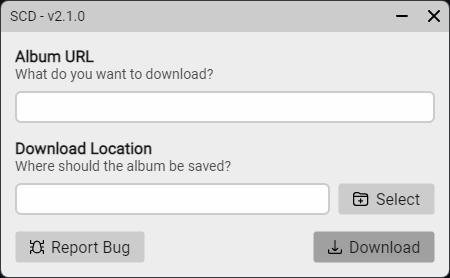 SCD - v2.1.0
Album URL
What do you want to download?
Download Location
Where should the album be saved?
Select
Report Bug
Download